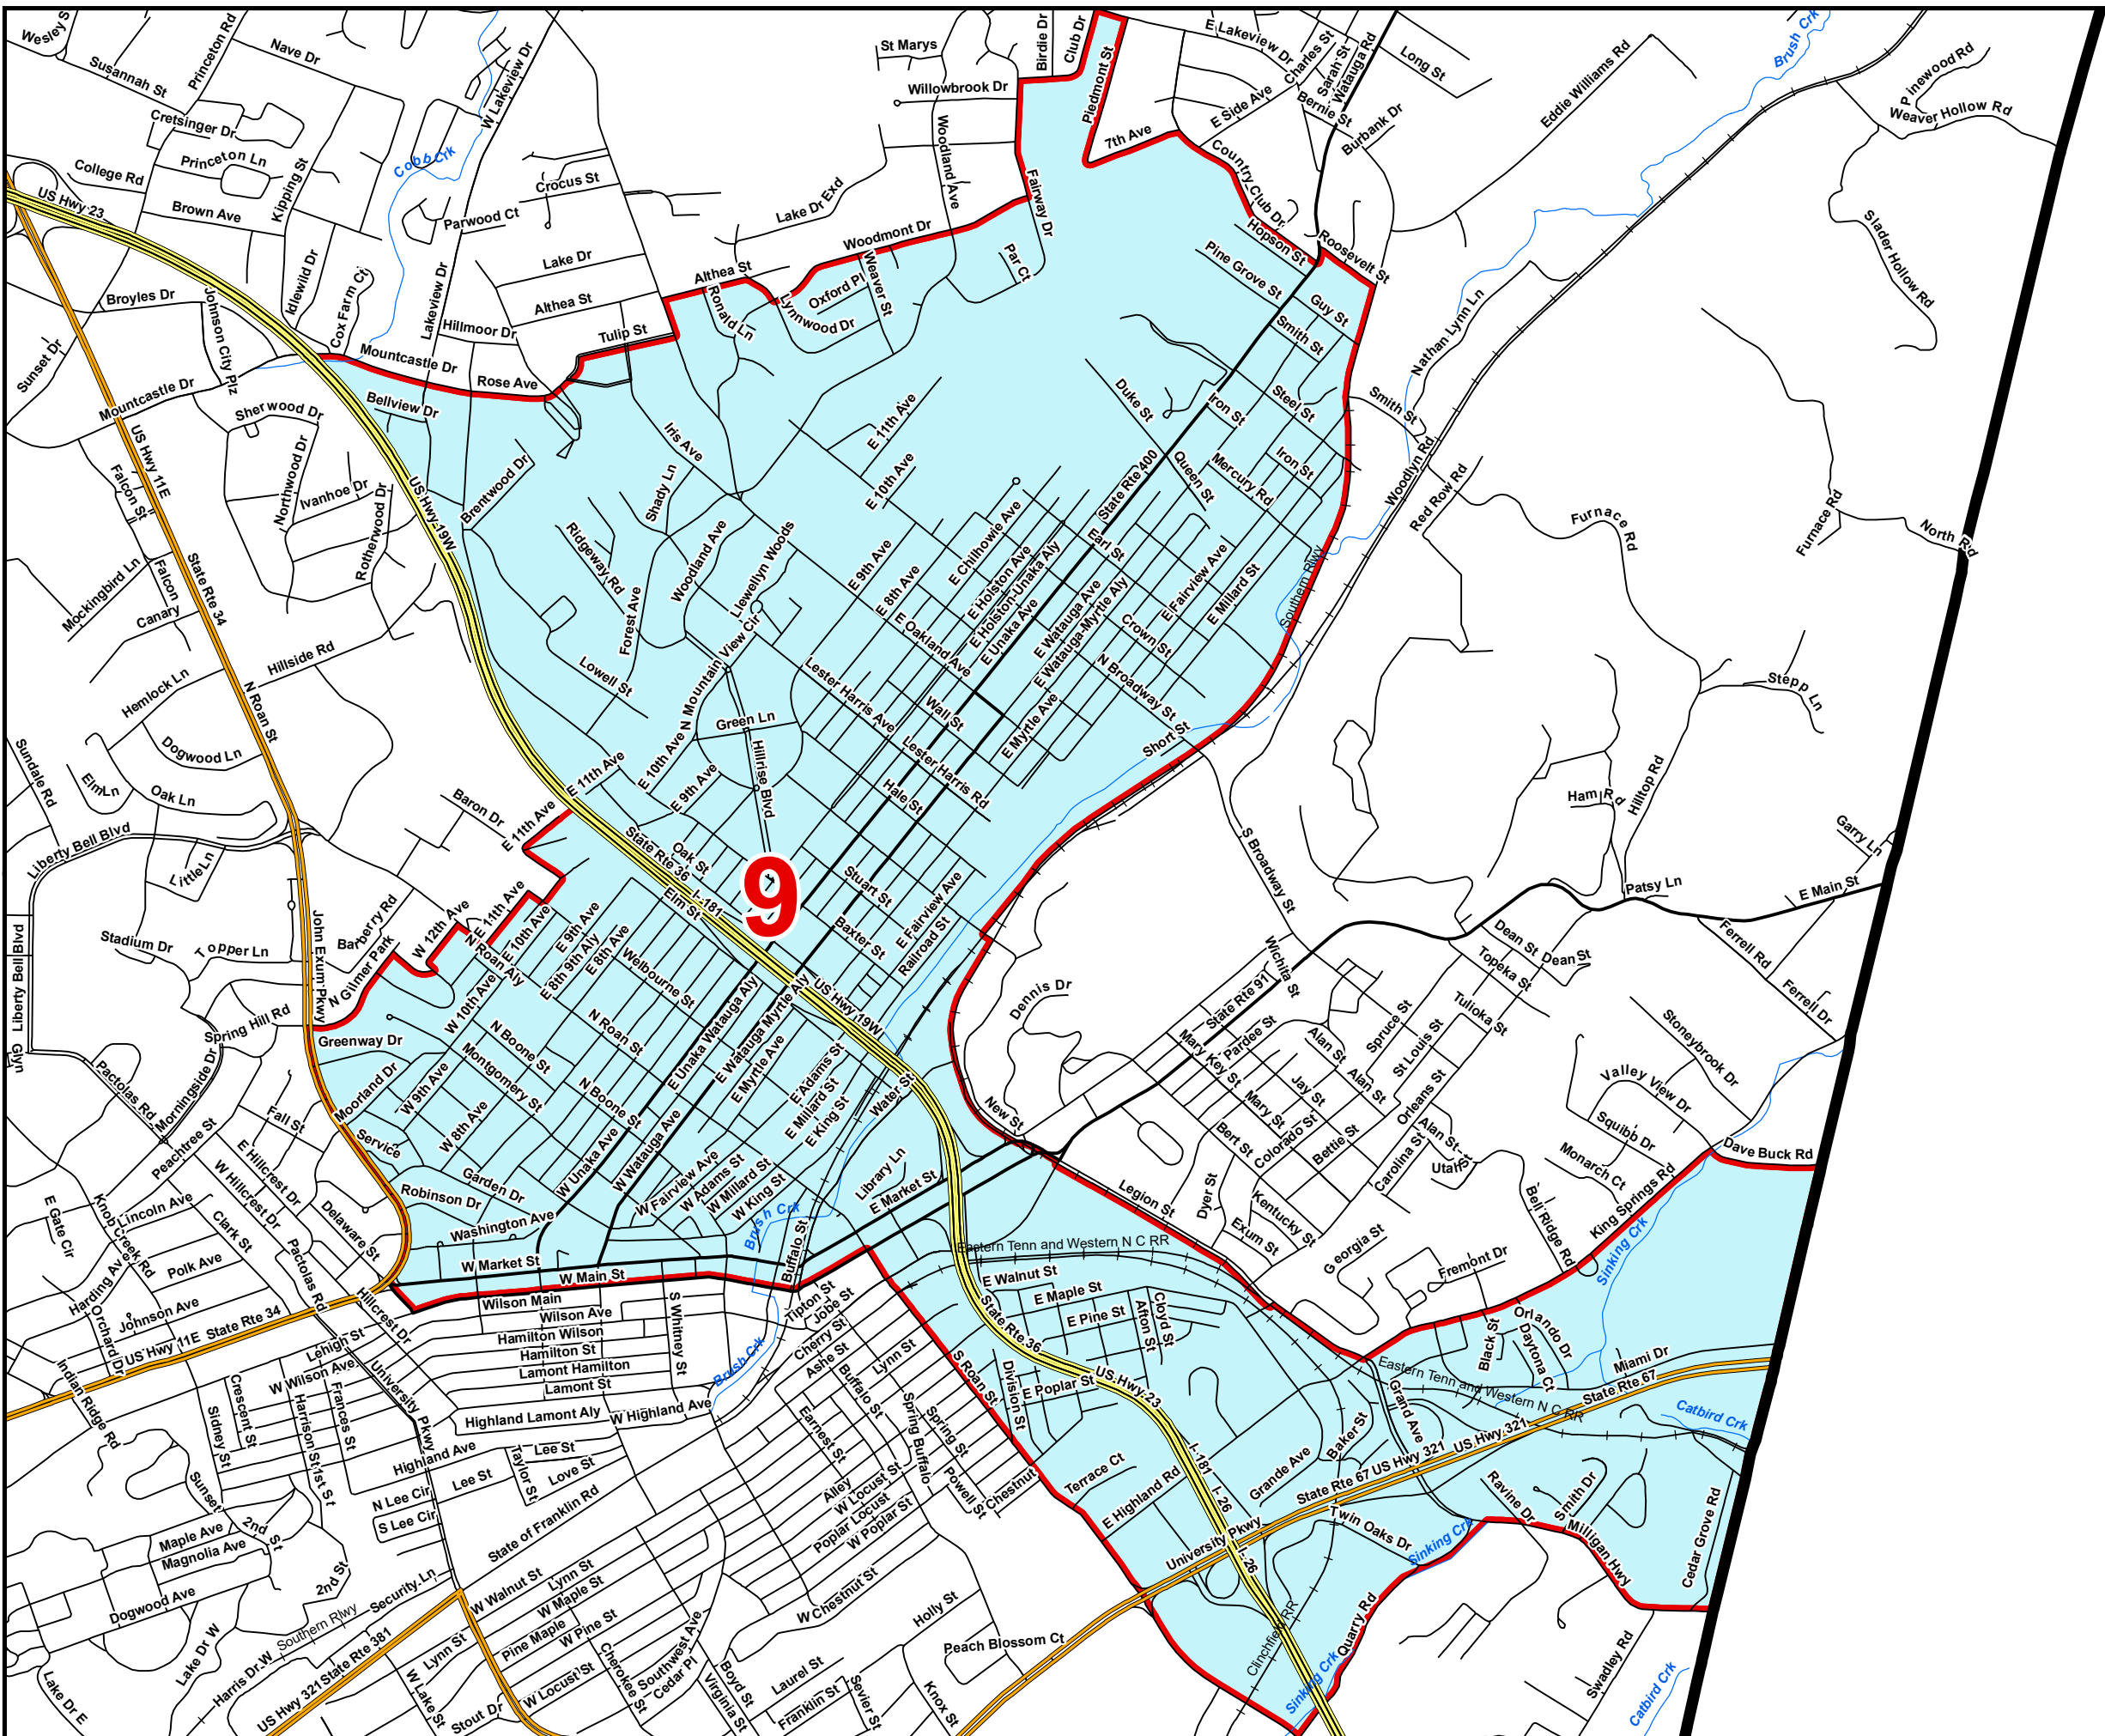 Wesley S
Susannah St
Princeton Rd
Nave Dr
W Lakeview Dr
St Marys
Birdie Dr
Club Dr
Piedmont St
E Lakeview Dr
Charles St
Sarah St
Watauga Rd
Long St
Eddie Williams Rd
Brush Crk
W Pinewood Rd
Weaver Hollow Rd
Willowbrook Dr
Cretsinger Dr
Princeton Ln
College Rd
Kipping St
Cobb Crk
Crocus St
Woodland Ave
7th Ave
E Side Ave
Bernie St
Burbank Dr
US Hwy 23
Brown Ave
Parwood Ct
Lake Dr Exd
Fairway Dr
Country Club Dr
Slader Hollow Rd
Woodmont Dr
Hopson St
Roosevelt St
Idlewild Dr
Cox Farm Ct
Lakeview Dr
Lake Dr
Althea St
Althea St
Ronald Ln
Oxford Pl
Weaver St
Lynnwood Dr
Par Ct
Pine Grove St
Guy St
Smith St
Nathan Lynn Ln
Broyles Dr
Johnson City Plz
Hillmoor Dr
Tulip St
Sunset Dr
Mountcastle Dr
Mountcastle Dr
Rose Ave
Bellview Dr
Sherwood Dr
Duke St
Iron St
Steel St
Smith St
US Hwy 11E
Falcon St
Northwood Dr
Ivanhoe Dr
Rotherwood Dr
US Hwy 19W
Brentwood Dr
Iris Ave
Shady Ln
E 11th Ave
E 10th Ave
State Rte 400
Queen St
Mercury Rd
Iron St
Woodlyn Rd
Red Row Rd
Furnace Rd
Furnace Rd
North Rd
Mockingbird Ln
Falcon
Canary
State Rte 34
Ridgeway Rd
Woodland Ave
Llewellyn Woods
E 9th Ave
E 8th Ave
E Chilhowie Ave
E Holston Ave
E Holston-Unaka Aly
E Unaka Ave
Earl St
E Watauga Ave
E Watauga-Myrtle Aly
E Fairview Ave
E Millard St
Southern Rlwy
Hillside Rd
Hemlock Ln
N Roan St
Forest Ave
Lowell St
N Mountain View Cir
Lester Harris Ave
E Oakland Ave
Crown St
N Broadway St
Stepp Ln
Dogwood Ln
Sundale Rd
Elm Ln
Oak Ln
Green Ln
Wall St
E Myrtle Ave
Short St
Hillrise Blvd
E 11th Ave
E 10th Ave
E 9th Ave
Lester Harris Rd
Hale St
Ham Rd
Hilltop Rd
Baron Dr
E 11th Ave
Liberty Bell Blvd
Little Ln
State Rte 36
Oak St
I-181
Elm St
9
Stuart St
S Broadway St
Garry Ln
Patsy Ln
E Main St
Barberry Rd
W 12th Ave
E 11th Ave
N Roan Aly
E 10th Ave
E 9th Ave
E 8th 9th Aly
E 8th Ave
Welbourne St
Baxter St
E Fairview Ave
Railroad St
Wichita St
Dean St
Dean St
Topeka St
Ferrell Rd
Ferrell Dr
Stadium Dr
Topper Ln
John Exum Pkwy
N Gilmer Park
Glyn Liberty Bell Blvd
Spring Hill Rd
Greenway Dr
W 10th Ave
N Boone St
N Roan St
US Hwy 19W
E Unaka Watauga Aly
E Watauga Myrtle Aly
Dennis Dr
State Rte 91
Pardee St
Mary Key St
Alan St
Spruce St
St Louis St
Tulioka St
Stoneybrook Dr
Pactolas Rd
Morningside Dr
Moorland Dr
W 9th Ave
Montgomery St
N Boone St
E Myrtle Ave
E Adams St
E Millard St
E King St
Water St
New St
Mary St
Jay St
Alan St
Orleans St
Valley View Dr
Fall St
Service
W 8th Ave
Peachtree St
E Hillcrest Dr
W Hillcrest Dr
Garden Dr
Robinson Dr
W Unaka Ave
W Watauga Ave
W Fairview Ave
W Adams St
W Millard St
W King St
Library Ln
E Market St
Bert St
Colorado St
Bettie St
Carolina St
Alan St
Utah St
Squibb Dr
Monarch Ct
Dave Buck Rd
King Springs Rd
Bell Ridge Rd
Sinking Crk
Knob Creek Rd
Lincoln Ave
E Gate Cir
Clark St
Delaware St
Washington Ave
Brush Crk
Buffalo St
Legion St
Dyer St
Kentucky St
Exum St
Georgia St
Fremont Dr
Polk Ave
Harding Ave
Pactolas Rd
W Market St
W Main St
Eastern Tenn and Western N C RR
E Walnut St
E Maple St
E Pine St
Cloyd St
Afton St
Orlando Dr
Black St
Daytona Ct
Miami Dr
Johnson Ave
Orchard Dr
Hillcrest Dr
Wilson Main
Wilson Ave
Hamilton Wilson
Hamilton St
Lamont Hamilton
Lamont St
S Whitney St
Tipton St
Jobe St
Cherry St
Ashe St
State Rte 36
US Hwy 11E State Rte 34
Lehigh St
W Wilson Ave
Indian Ridge Rd
Crescent St
Sidney St
Harrison St
Frances St
1st St
University Pkwy
Highland Lamont Aly
W Highland Ave
Brush Crk
Buffalo St
Lynn St
S Roan St
Division St
E Poplar St
US Hwy 23
Eastern Tenn and Western N C RR
State Rte 67
Catbird Crk
Highland Ave
Lee St
Lee St
Taylor St
Love St
Earnest St
Spring Buffalo
Spring St
Grand Ave
Baker St
US Hwy 321
US Hwy 321
State Rte 67
N Lee Cir
S Lee Cir
State of Franklin Rd
Alley
W Locust St
Poplar Locust
W Poplar St
Powell St
Chestnut
Terrace Ct
E Highland Rd
I-181
I- 26
Grande Ave
Ravine Dr
Smith Dr
Cedar Grove Rd
Milligan Hwy
Sunset
2nd St
Maple Ave
Magnolia Ave
Dogwood Ave
2nd St
University Pkwy
I- 26
Twin Oaks Dr
Sinking Crk
Quarry Rd
Security Ln
Southern Rlwy
Harris Dr W
Lake Dr W
Lake Dr E
US Hwy 321 State Rte 381
W Walnut St
Lynn St
W Maple St
W Pine St
Pine Maple
Lynn St
W Locust St
W Lake St
Stout Dr
Cherokee St
Southwest Ave
Cedar Pl
Boyd St
Virginia St
W Chestnut St
Holly St
Peach Blossom Ct
Laurel St
Franklin St
Sevier St
Knox St
Clinchfield RR
Sinking Crk
Swadley Rd
Catbird Crk